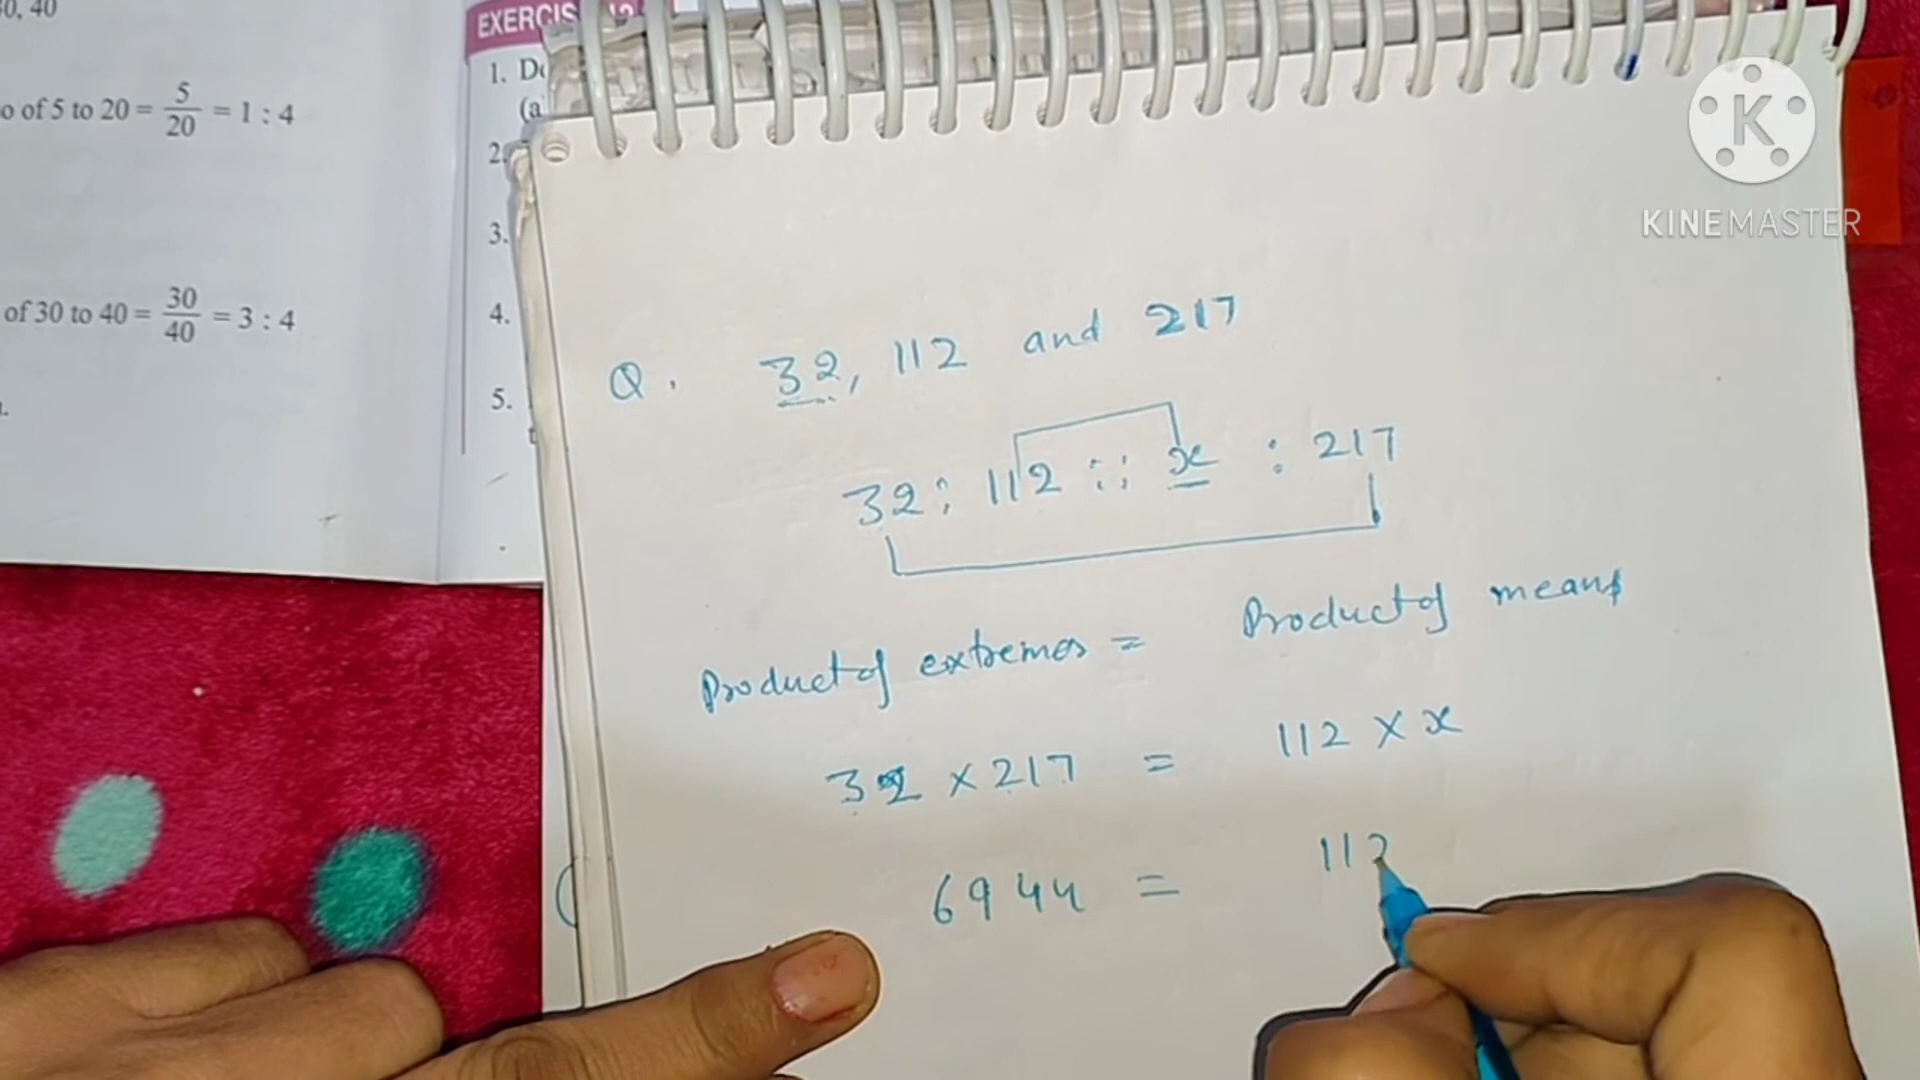 30, 40
o of 5 to 20 = 5/20 = 1 : 4
of 30 to 40 = 30/40 = 3 : 4
EXERCIS
1. D
(a
2.
3.
4.
5.
t
K
KINEMASTER
Q. 32, 112 and 217
32 : 112 :: x : 217
Product of extremes = Product of means
32 × 217 = 112 × x
6944 = 112